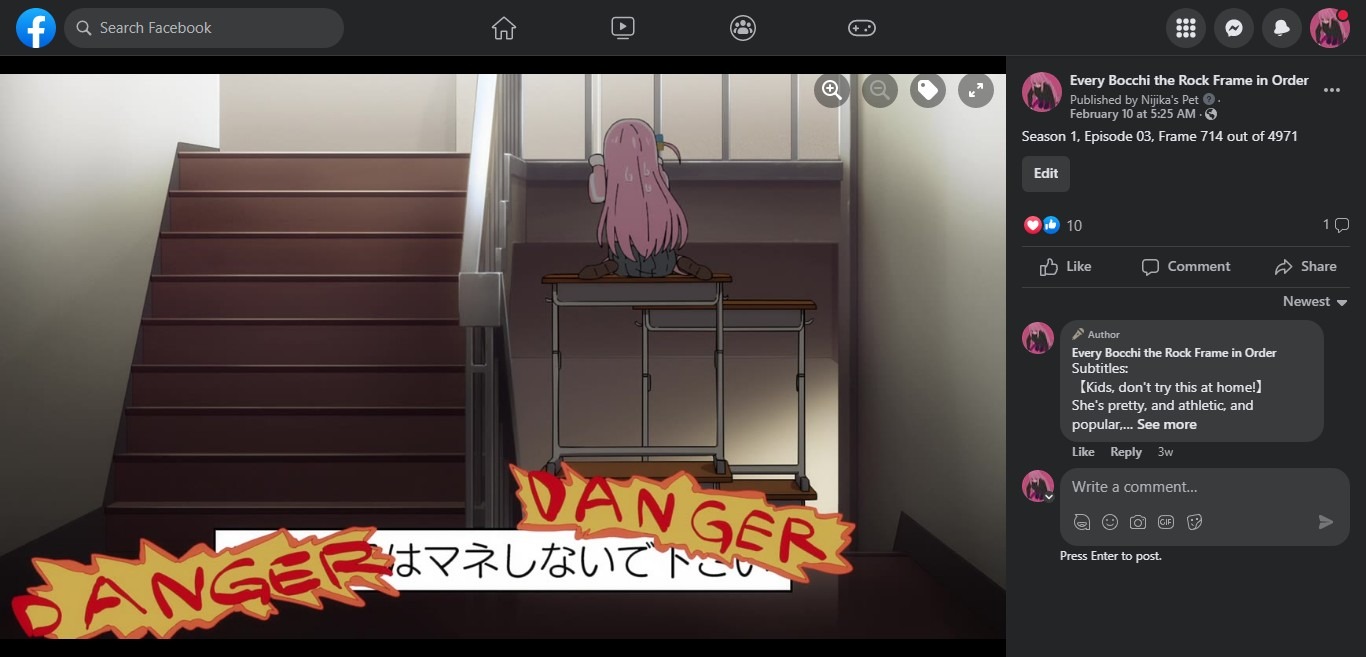 Search Facebook
DANGER
DANGER
はマネしないで下さい
Every Bocchi the Rock Frame in Order
Published by Nijika's Pet ·
February 10 at 5:25 AM ·
Season 1, Episode 03, Frame 714 out of 4971
Edit
10
1
Like
Comment
Share
Newest
Author
Every Bocchi the Rock Frame in Order
Subtitles:
【Kids, don't try this at home!】
She's pretty, and athletic, and
popular,... See more
Like Reply 3w
Write a comment...
GIF
Press Enter to post.